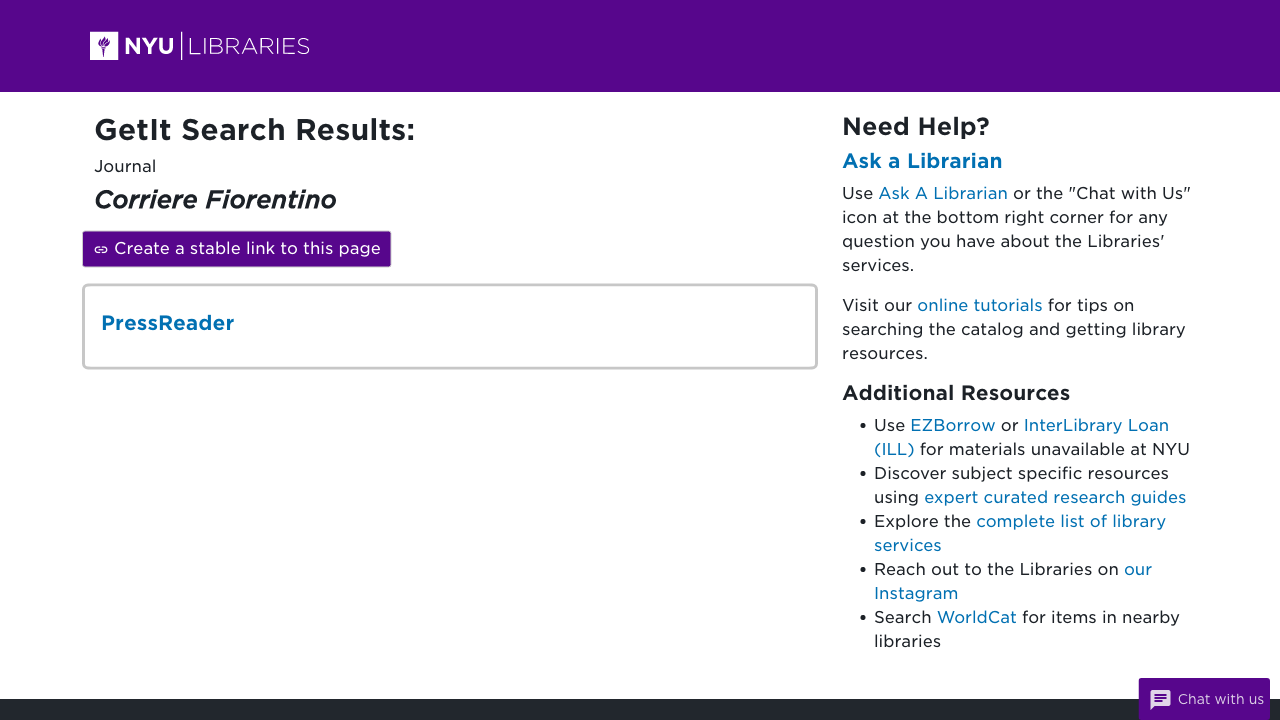 NYU LIBRARIES
GetIt Search Results:
Journal
Corriere Fiorentino
Create a stable link to this page
PressReader
Need Help?
Ask a Librarian
Use Ask A Librarian or the "Chat with Us"
icon at the bottom right corner for any
question you have about the Libraries'
services.
Visit our online tutorials for tips on
searching the catalog and getting library
resources.
Additional Resources
• Use EZBorrow or InterLibrary Loan
(ILL) for materials unavailable at NYU
• Discover subject specific resources
using expert curated research guides
• Explore the complete list of library
services
• Reach out to the Libraries on our
Instagram
• Search WorldCat for items in nearby
libraries
Chat with us